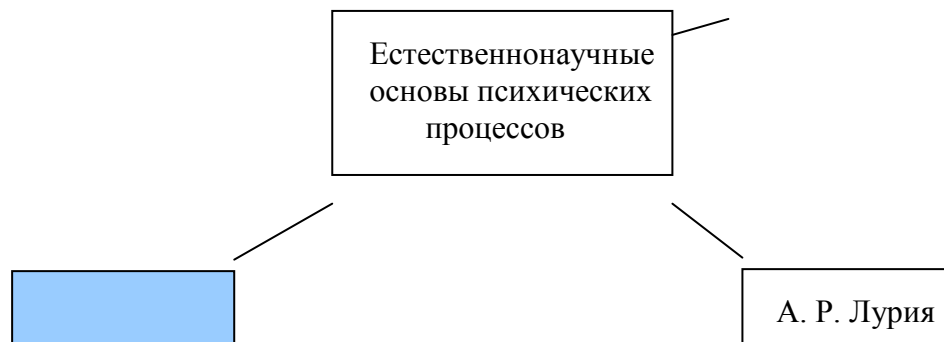 Естественнонаучные
основы психических
процессов
А. Р. Лурия